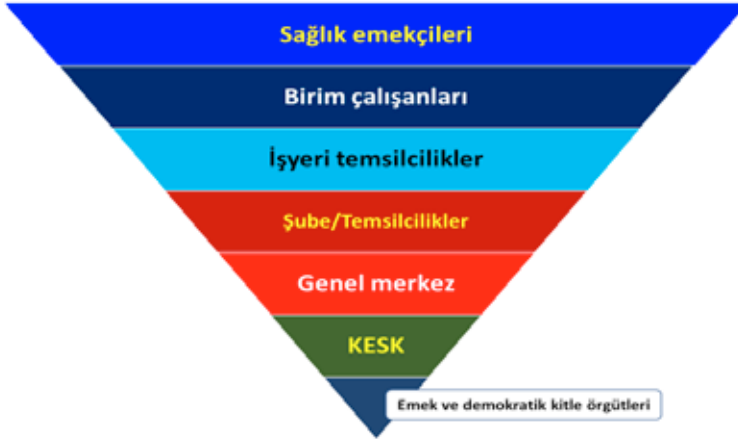 Sağlık emekçileri
Birim çalışanları
İşyeri temsilcilikler
Şube/Temsilcilikler
Genel merkez
KESK
Emek ve demokratik kitle örgütleri